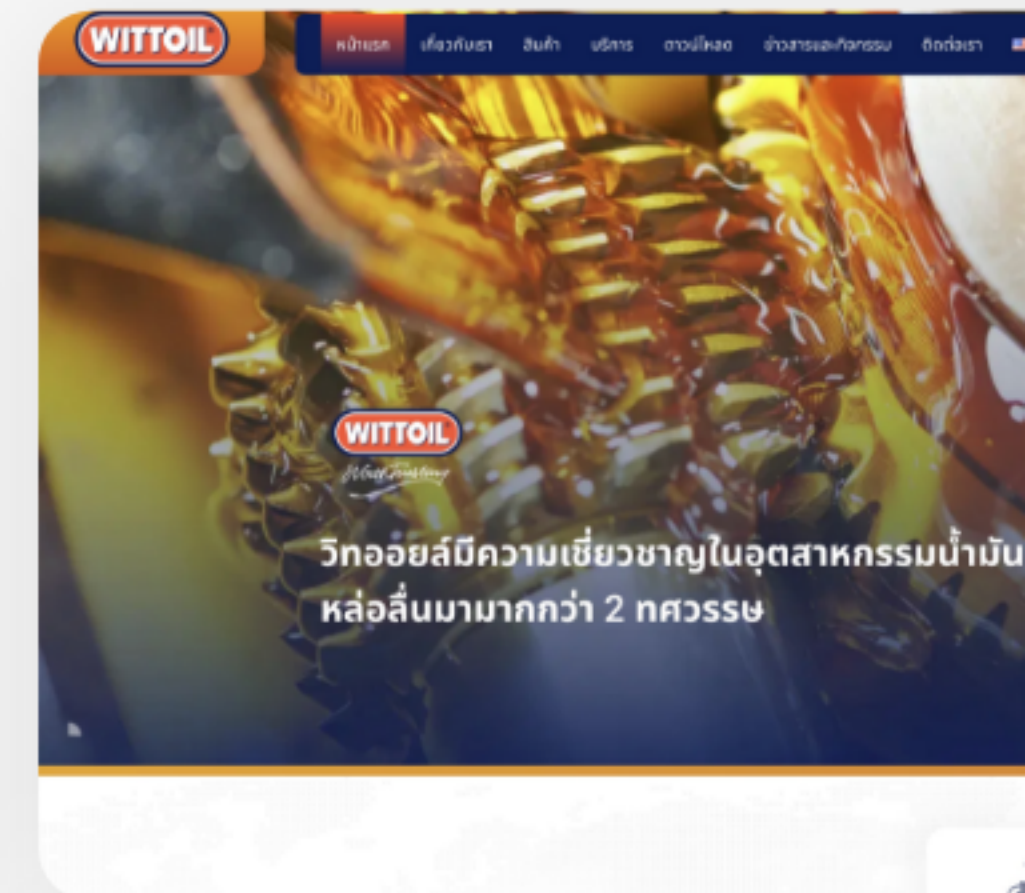 WITTOIL
หน้าแรก เกี่ยวกับเรา สินค้า บริการ ดาวน์โหลด ข่าวสารและกิจกรรม ติดต่อเรา
WITTOIL
Worth Trusting
วิทออยล์มีความเชี่ยวชาญในอุตสาหกรรมน้ำมัน
หล่อลื่นมามากกว่า 2 ทศวรรษ